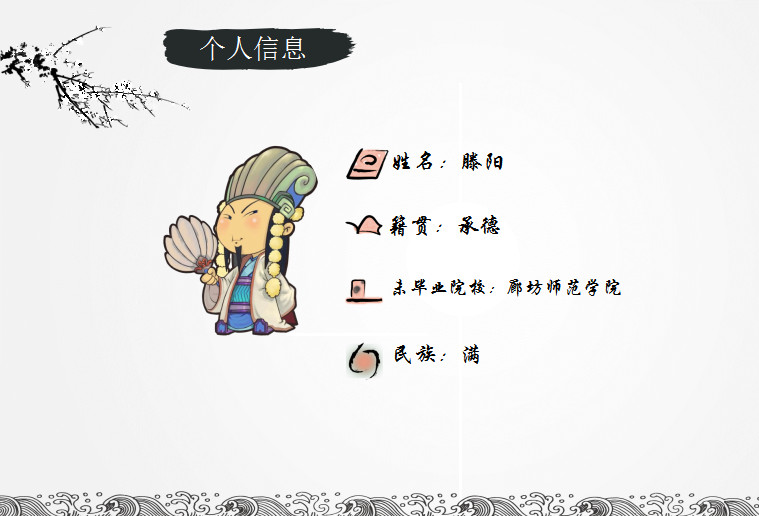 个人信息
姓名：滕阳
籍贯：承德
未毕业院校：廊坊师范学院
民族：满